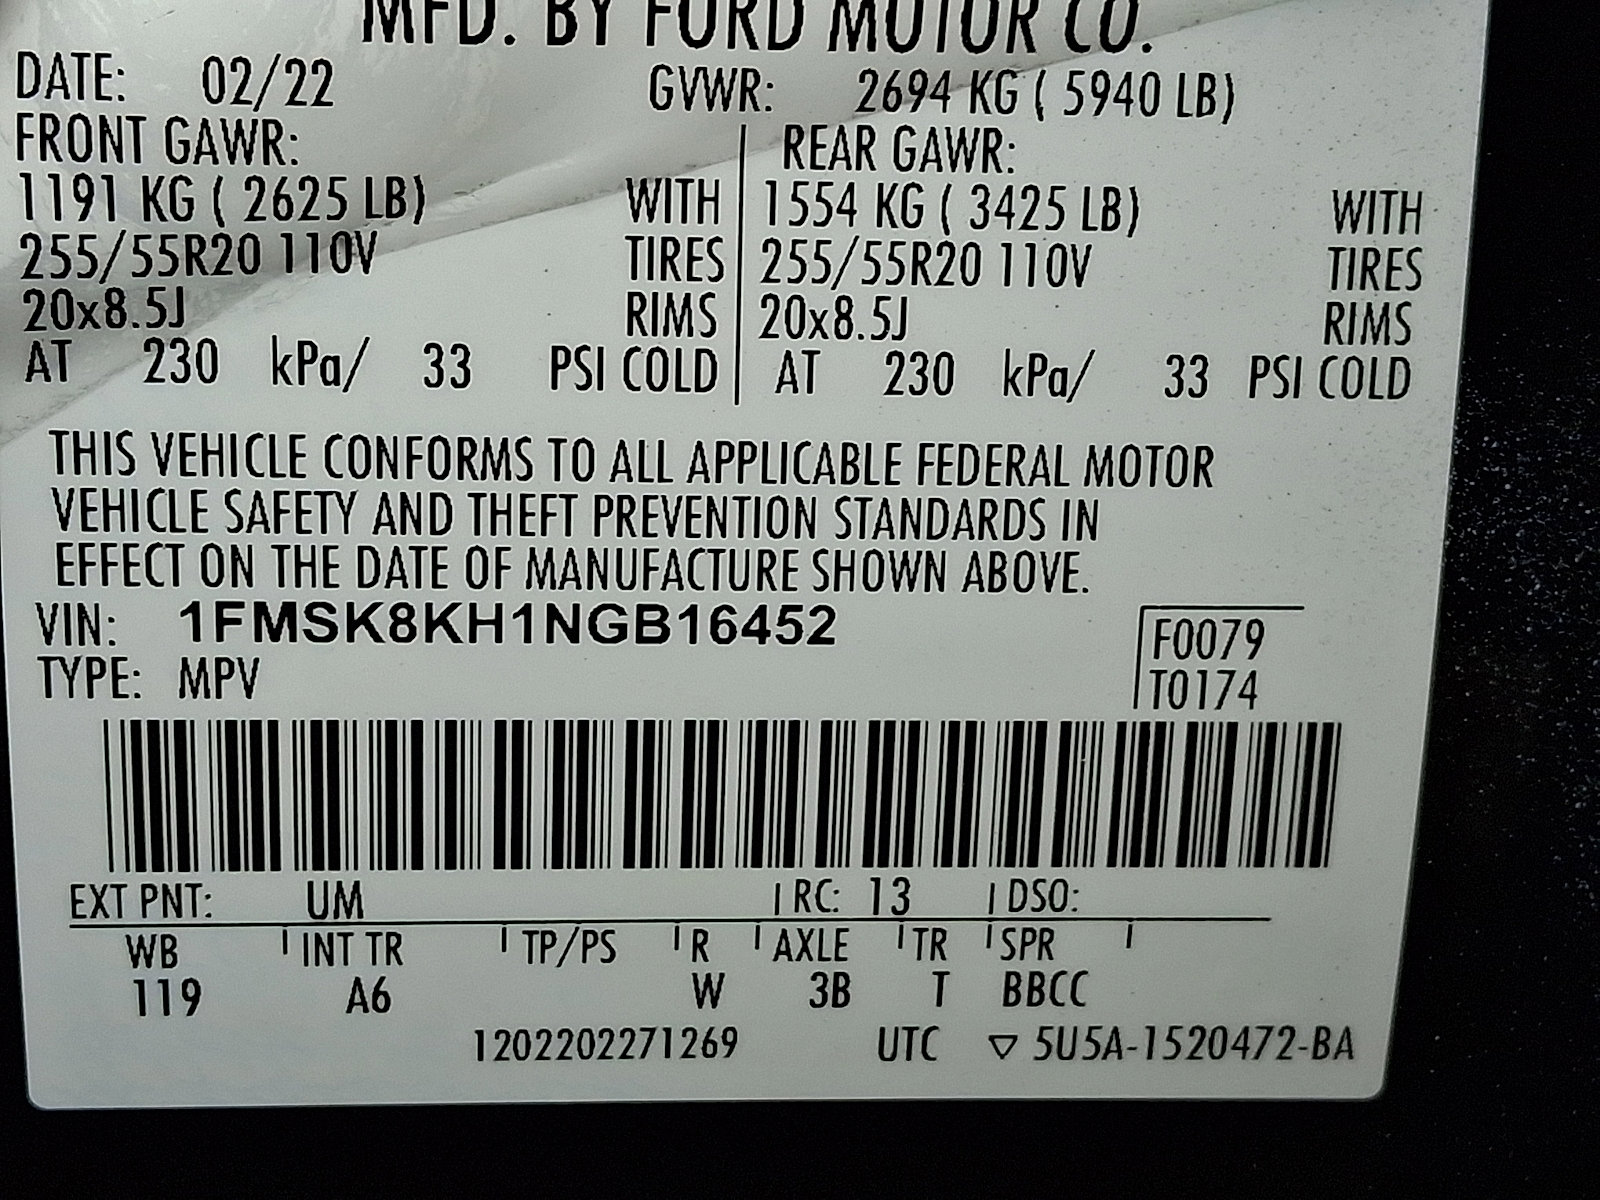 MFD. BY FORD MOTOR CO.
DATE: 02/22 GVWR: 2694 KG ( 5940 LB)
FRONT GAWR: REAR GAWR:
1191 KG ( 2625 LB) WITH 1554 KG ( 3425 LB) WITH
255/55R20 110V TIRES 255/55R20 110V TIRES
20x8.5J RIMS 20x8.5J RIMS
AT 230 kPa/ 33 PSI COLD AT 230 kPa/ 33 PSI COLD
THIS VEHICLE CONFORMS TO ALL APPLICABLE FEDERAL MOTOR
VEHICLE SAFETY AND THEFT PREVENTION STANDARDS IN
EFFECT ON THE DATE OF MANUFACTURE SHOWN ABOVE.
VIN: 1FMSK8KH1NGB16452 F0079
TYPE: MPV T0174
EXT PNT: UM RC: 13 DSO:
WB INT TR TP/PS R AXLE TR SPR
119 A6 W 3B T BBCC
1202202271269 UTC ▽ 5U5A-1520472-BA